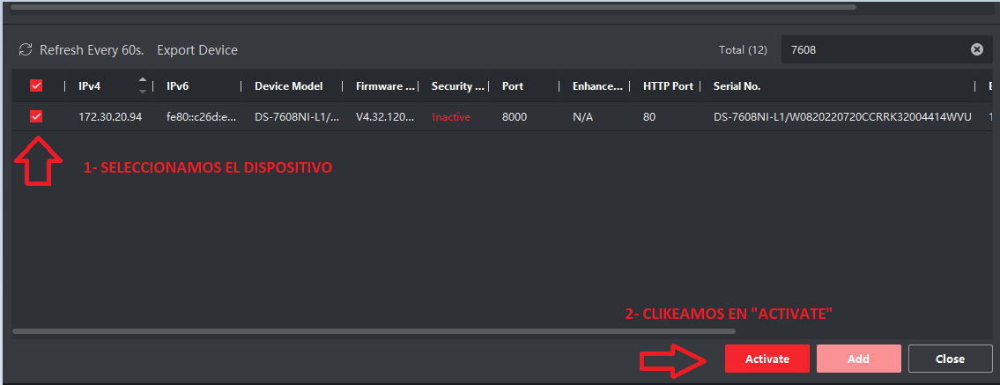 Refresh Every 60s. Export Device Total (12) 7608
IPv4 IPv6 Device Model Firmware ... Security ... Port Enhance... HTTP Port Serial No. E
172.30.20.94 fe80::c26d:e... DS-7608NI-L1/... V4.32.120... Inactive 8000 N/A 80 DS-7608NI-L1/W0820220720CCRRK32004414WVU 1
1- SELECCIONAMOS EL DISPOSITIVO
2- CLIKEAMOS EN "ACTIVATE"
Activate Add Close